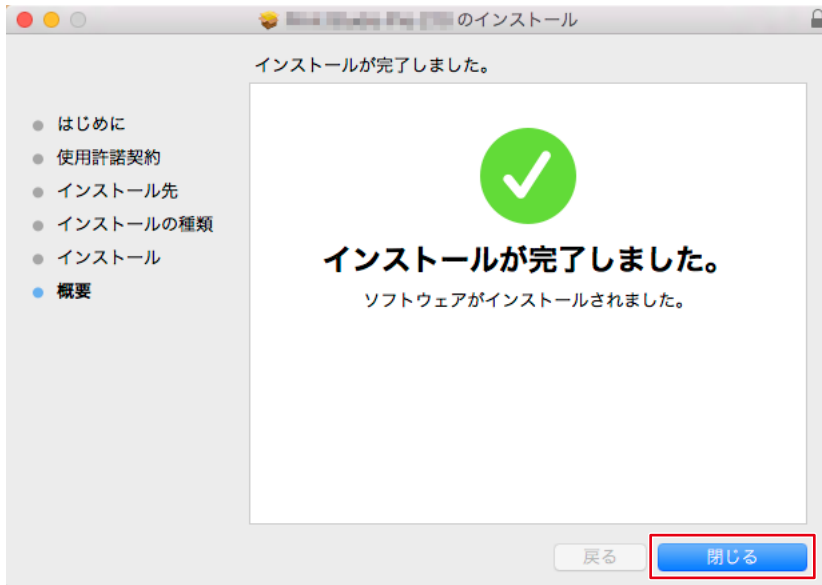 のインストール
インストールが完了しました。
はじめに
使用許諾契約
インストール先
インストールの種類
インストール
概要
インストールが完了しました。
ソフトウェアがインストールされました。
戻る
閉じる